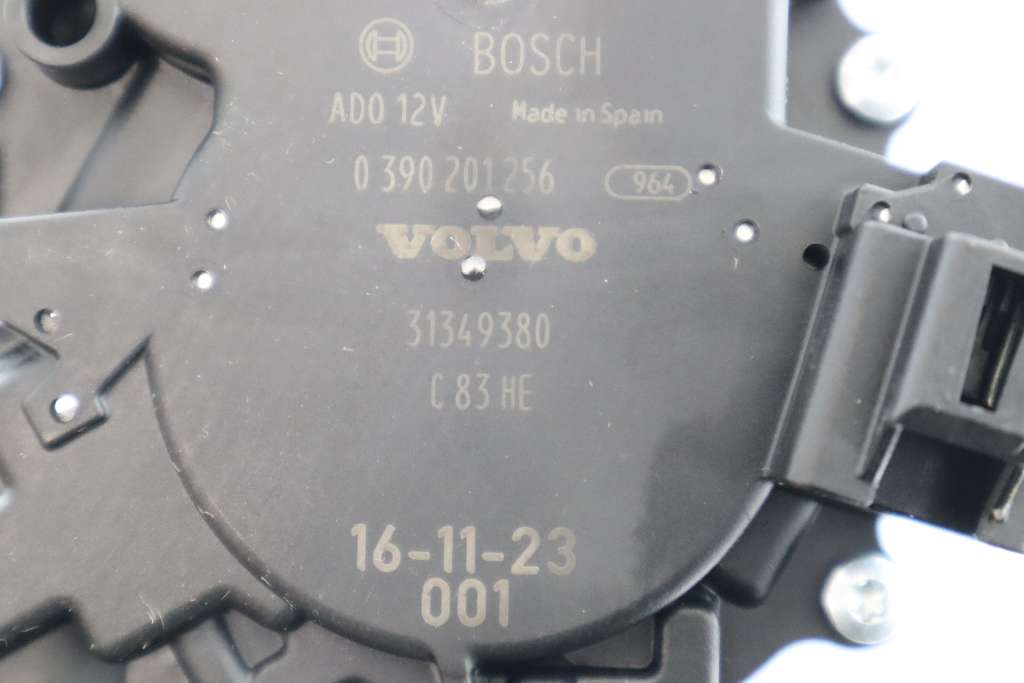 BOSCH
ADO 12V Made in Spain
0 390 201 256 964
VOLVO
31349380
C 83 HE
16-11-23
001